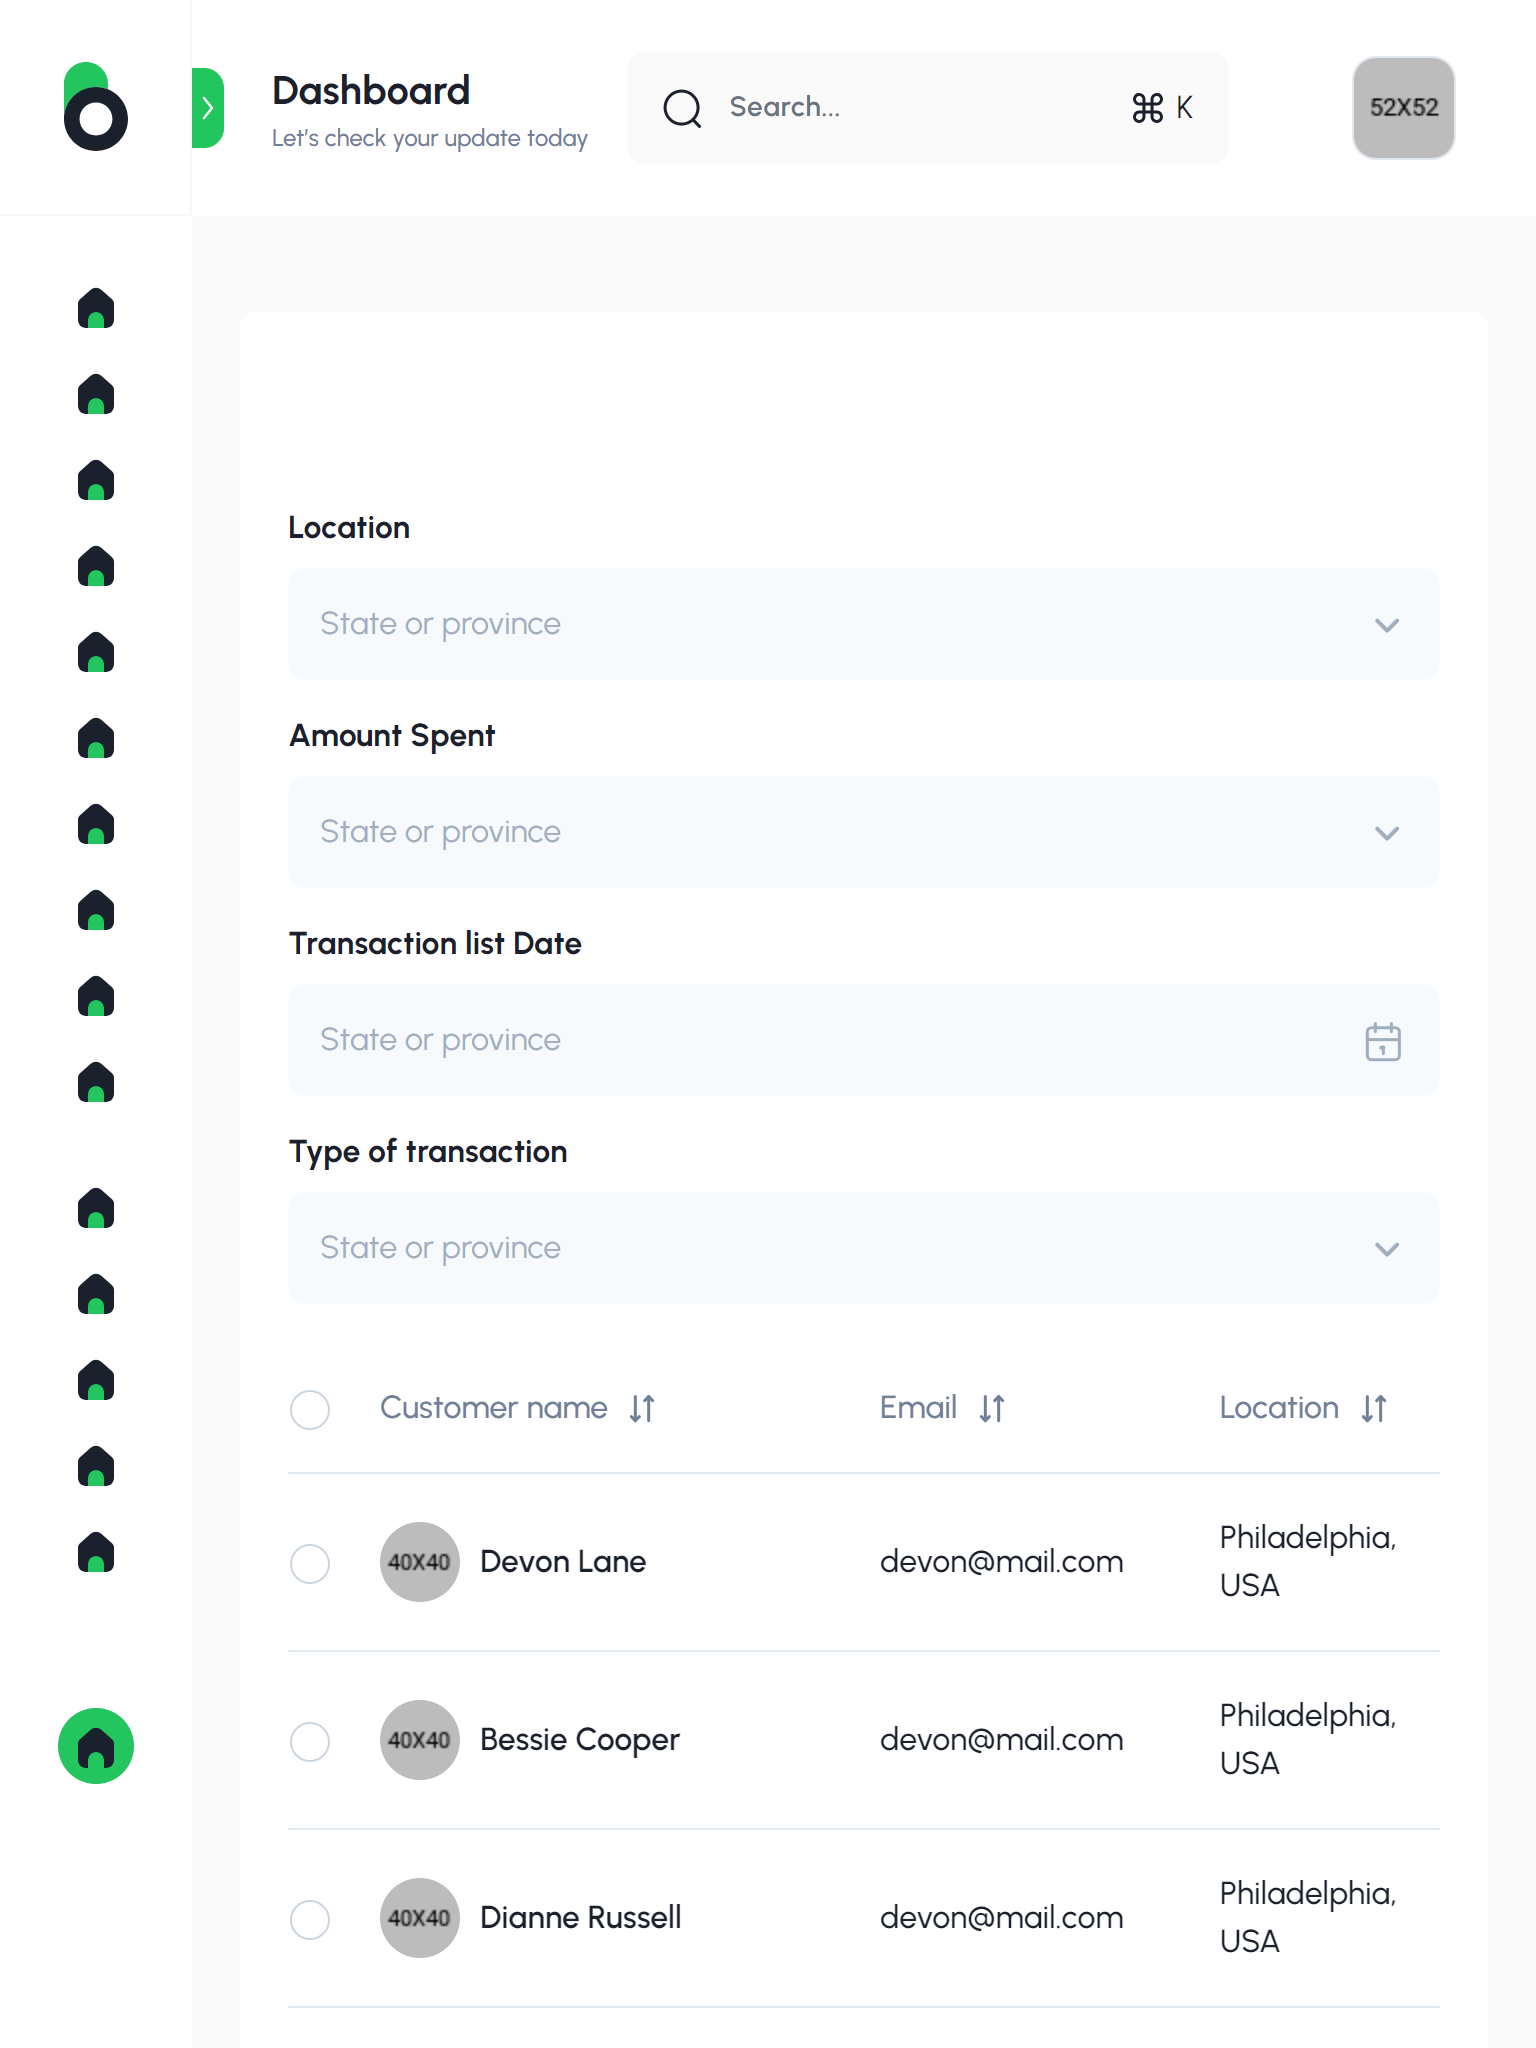 Dashboard
Let's check your update today
Search...
⌘ K
52X52
Location
State or province
Amount Spent
State or province
Transaction list Date
State or province
Type of transaction
State or province
Customer name Email Location
40X40 Devon Lane devon@mail.com Philadelphia,
USA
40X40 Bessie Cooper devon@mail.com Philadelphia,
USA
40X40 Dianne Russell devon@mail.com Philadelphia,
USA